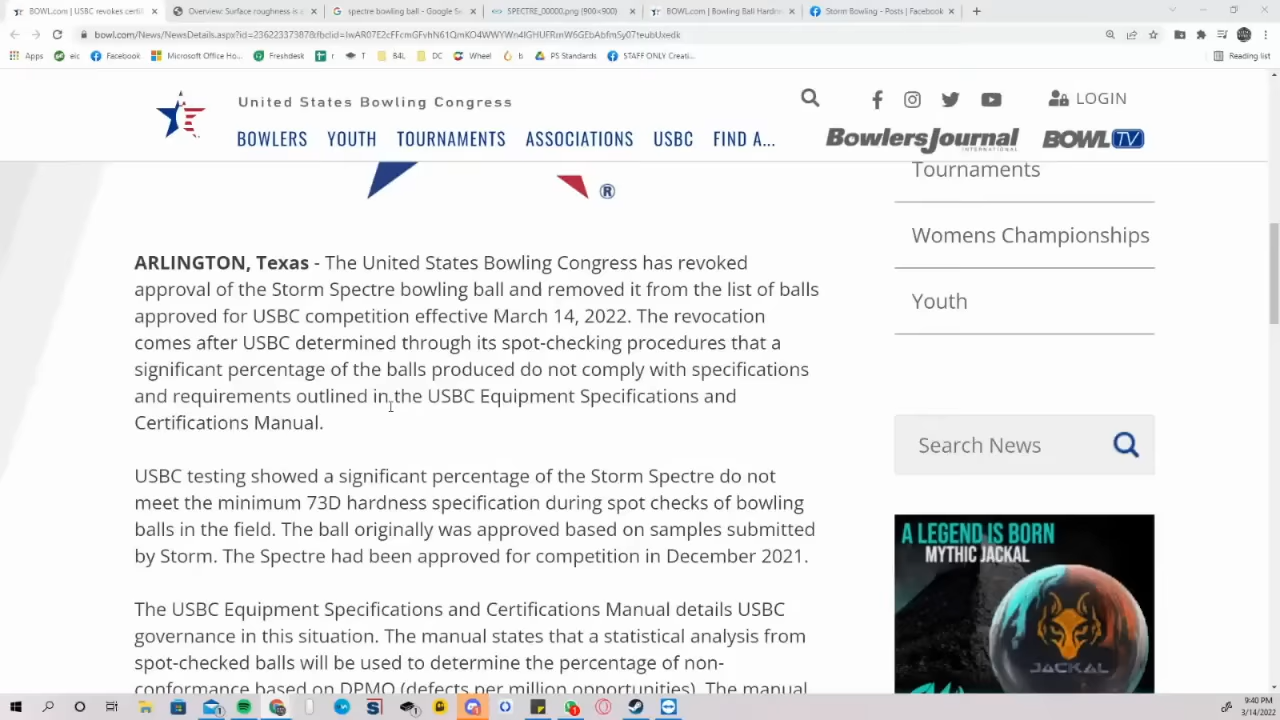 BOWL.com | USBC revokes certi
Overview: Surface roughness is c
spectre bowling ball - Google Se
SPECTRE_00000.png (900×900)
BOWL.com | Bowling Ball Hardn
Storm Bowling - Posts | Facebook
Apps
eic
Facebook
Microsoft Office Ho...
Freshdesk
r
T
B4L
DC
Wheel
b
PS Standards
STAFF ONLY Creati...
Reading list
United States Bowling Congress
LOGIN
BOWLERS YOUTH TOURNAMENTS ASSOCIATIONS USBC FIND A...
BowlersJournal
INTERNATIONAL
BOWL TV
®
Tournaments
Womens Championships
Youth
ARLINGTON, Texas - The United States Bowling Congress has revoked
approval of the Storm Spectre bowling ball and removed it from the list of balls
approved for USBC competition effective March 14, 2022. The revocation
comes after USBC determined through its spot-checking procedures that a
significant percentage of the balls produced do not comply with specifications
and requirements outlined in the USBC Equipment Specifications and
Certifications Manual.
USBC testing showed a significant percentage of the Storm Spectre do not
meet the minimum 73D hardness specification during spot checks of bowling
balls in the field. The ball originally was approved based on samples submitted
by Storm. The Spectre had been approved for competition in December 2021.
The USBC Equipment Specifications and Certifications Manual details USBC
governance in this situation. The manual states that a statistical analysis from
spot-checked balls will be used to determine the percentage of non-
conformance based on DPMO (defects per million opportunities). The manual
Search News
A LEGEND IS BORN
MYTHIC JACKAL
JACKAL
9:40 PM
3/14/2022